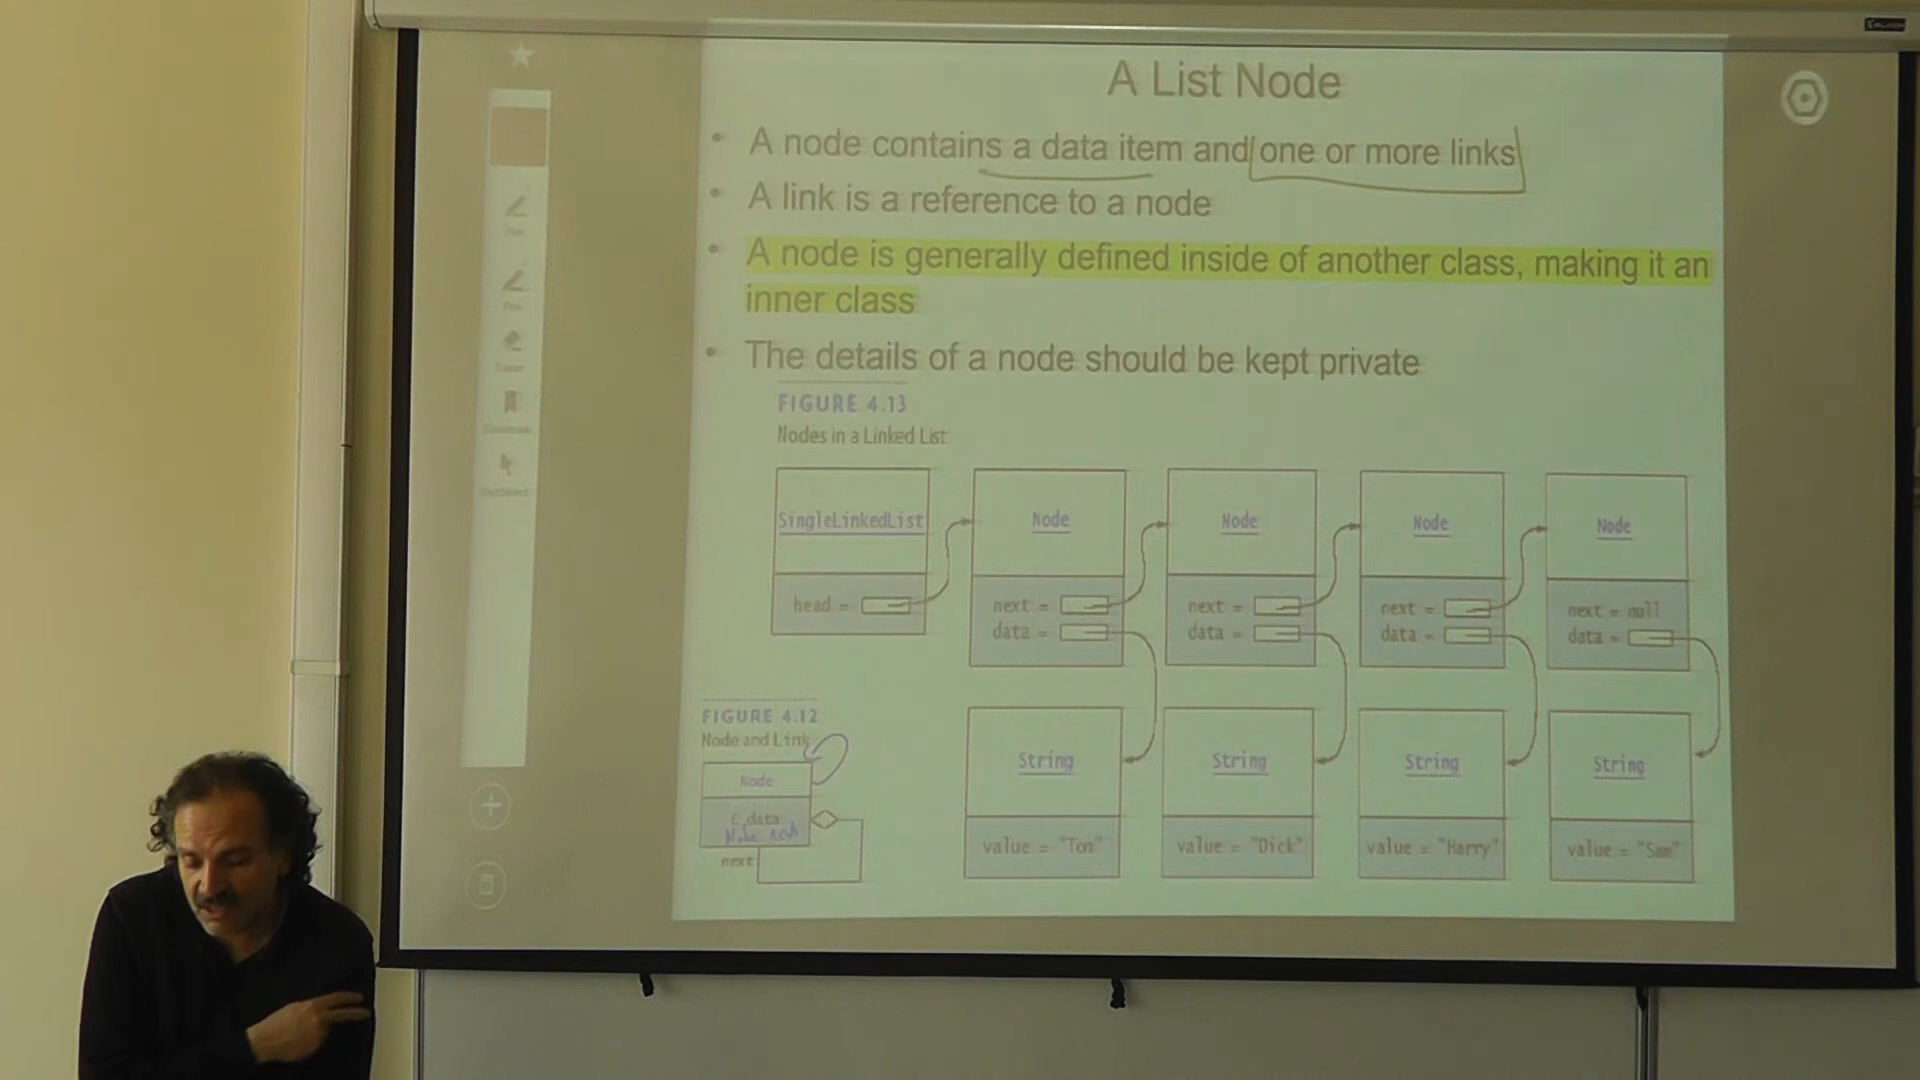 A List Node
• A node contains a data item and one or more links
• A link is a reference to a node
• A node is generally defined inside of another class, making it an
inner class
• The details of a node should be kept private
FIGURE 4.13
Nodes in a Linked List
SingleLinkedList
head =
Node
next =
data =
Node
next =
data =
Node
next =
data =
Node
next = null
data =
String
value = "Tom"
String
value = "Dick"
String
value = "Harry"
String
value = "Sam"
FIGURE 4.12
Node and Link
Node
E data
next
Eraser